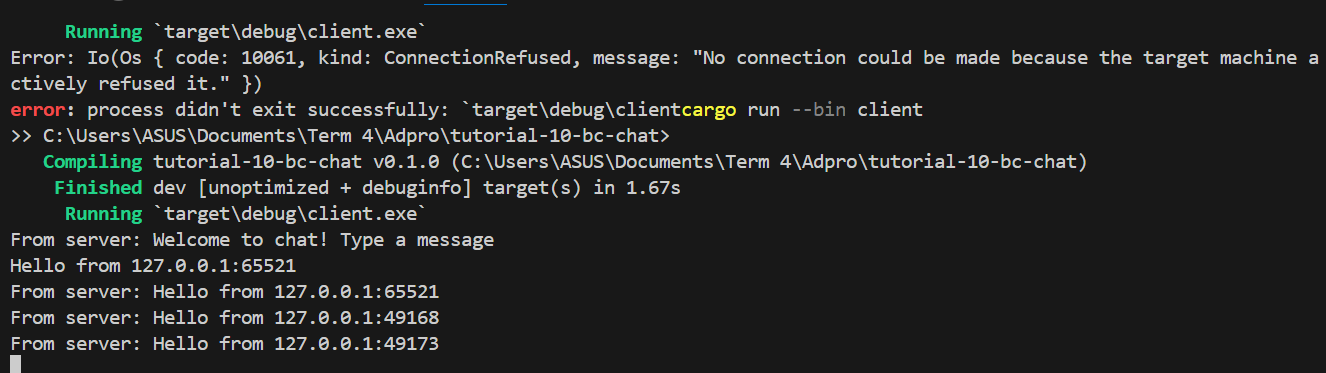 Running `target\debug\client.exe`
Error: Io(Os { code: 10061, kind: ConnectionRefused, message: "No connection could be made because the target machine a
ctively refused it." })
error: process didn't exit successfully: `target\debug\clientcargo run --bin client
>> C:\Users\ASUS\Documents\Term 4\Adpro\tutorial-10-bc-chat>
Compiling tutorial-10-bc-chat v0.1.0 (C:\Users\ASUS\Documents\Term 4\Adpro\tutorial-10-bc-chat)
Finished dev [unoptimized + debuginfo] target(s) in 1.67s
Running `target\debug\client.exe`
From server: Welcome to chat! Type a message
Hello from 127.0.0.1:65521
From server: Hello from 127.0.0.1:65521
From server: Hello from 127.0.0.1:49168
From server: Hello from 127.0.0.1:49173